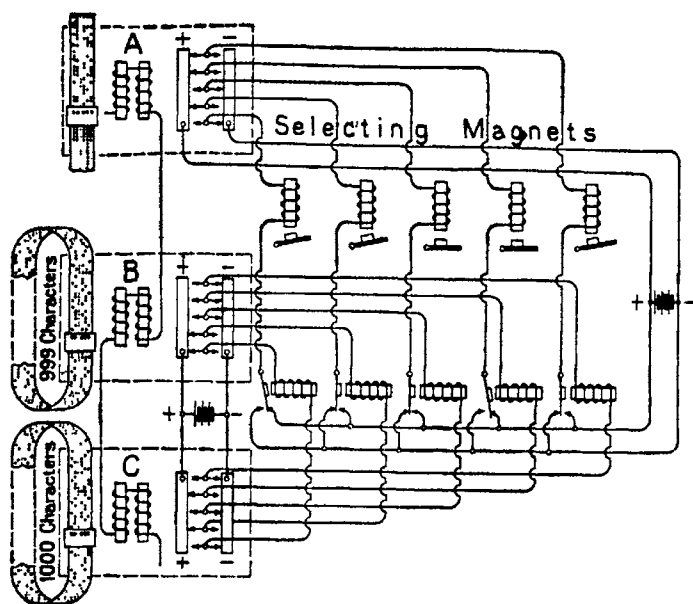 A
+ −
Selecting Magnets
B
+ −
999 Characters
+ −
+ −
C
1000 Characters
+ −